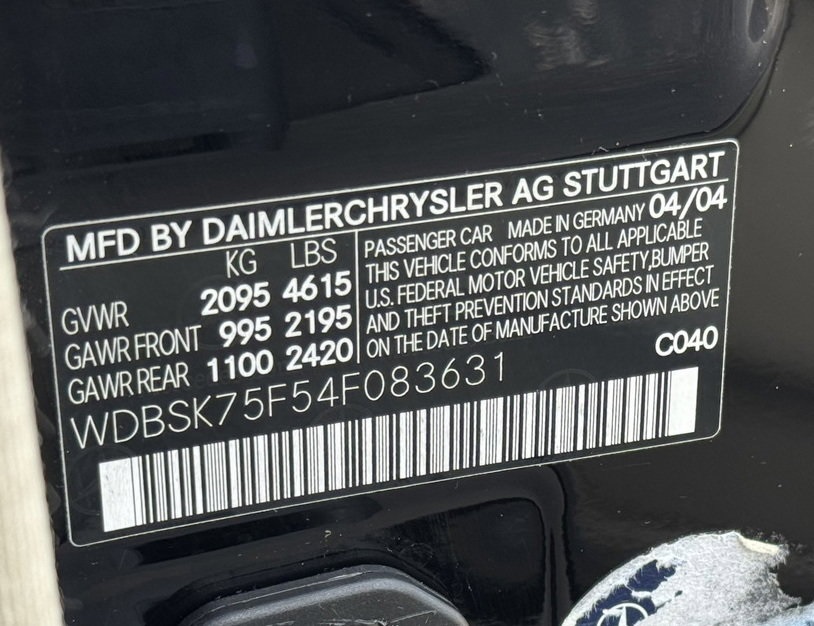 MFD BY DAIMLERCHRYSLER AG STUTTGART
KG LBS
GVWR 2095 4615
GAWR FRONT 995 2195
GAWR REAR 1100 2420
PASSENGER CAR MADE IN GERMANY 04/04
THIS VEHICLE CONFORMS TO ALL APPLICABLE
U.S. FEDERAL MOTOR VEHICLE SAFETY,BUMPER
AND THEFT PREVENTION STANDARDS IN EFFECT
ON THE DATE OF MANUFACTURE SHOWN ABOVE
C040
WDBSK75F54F083631